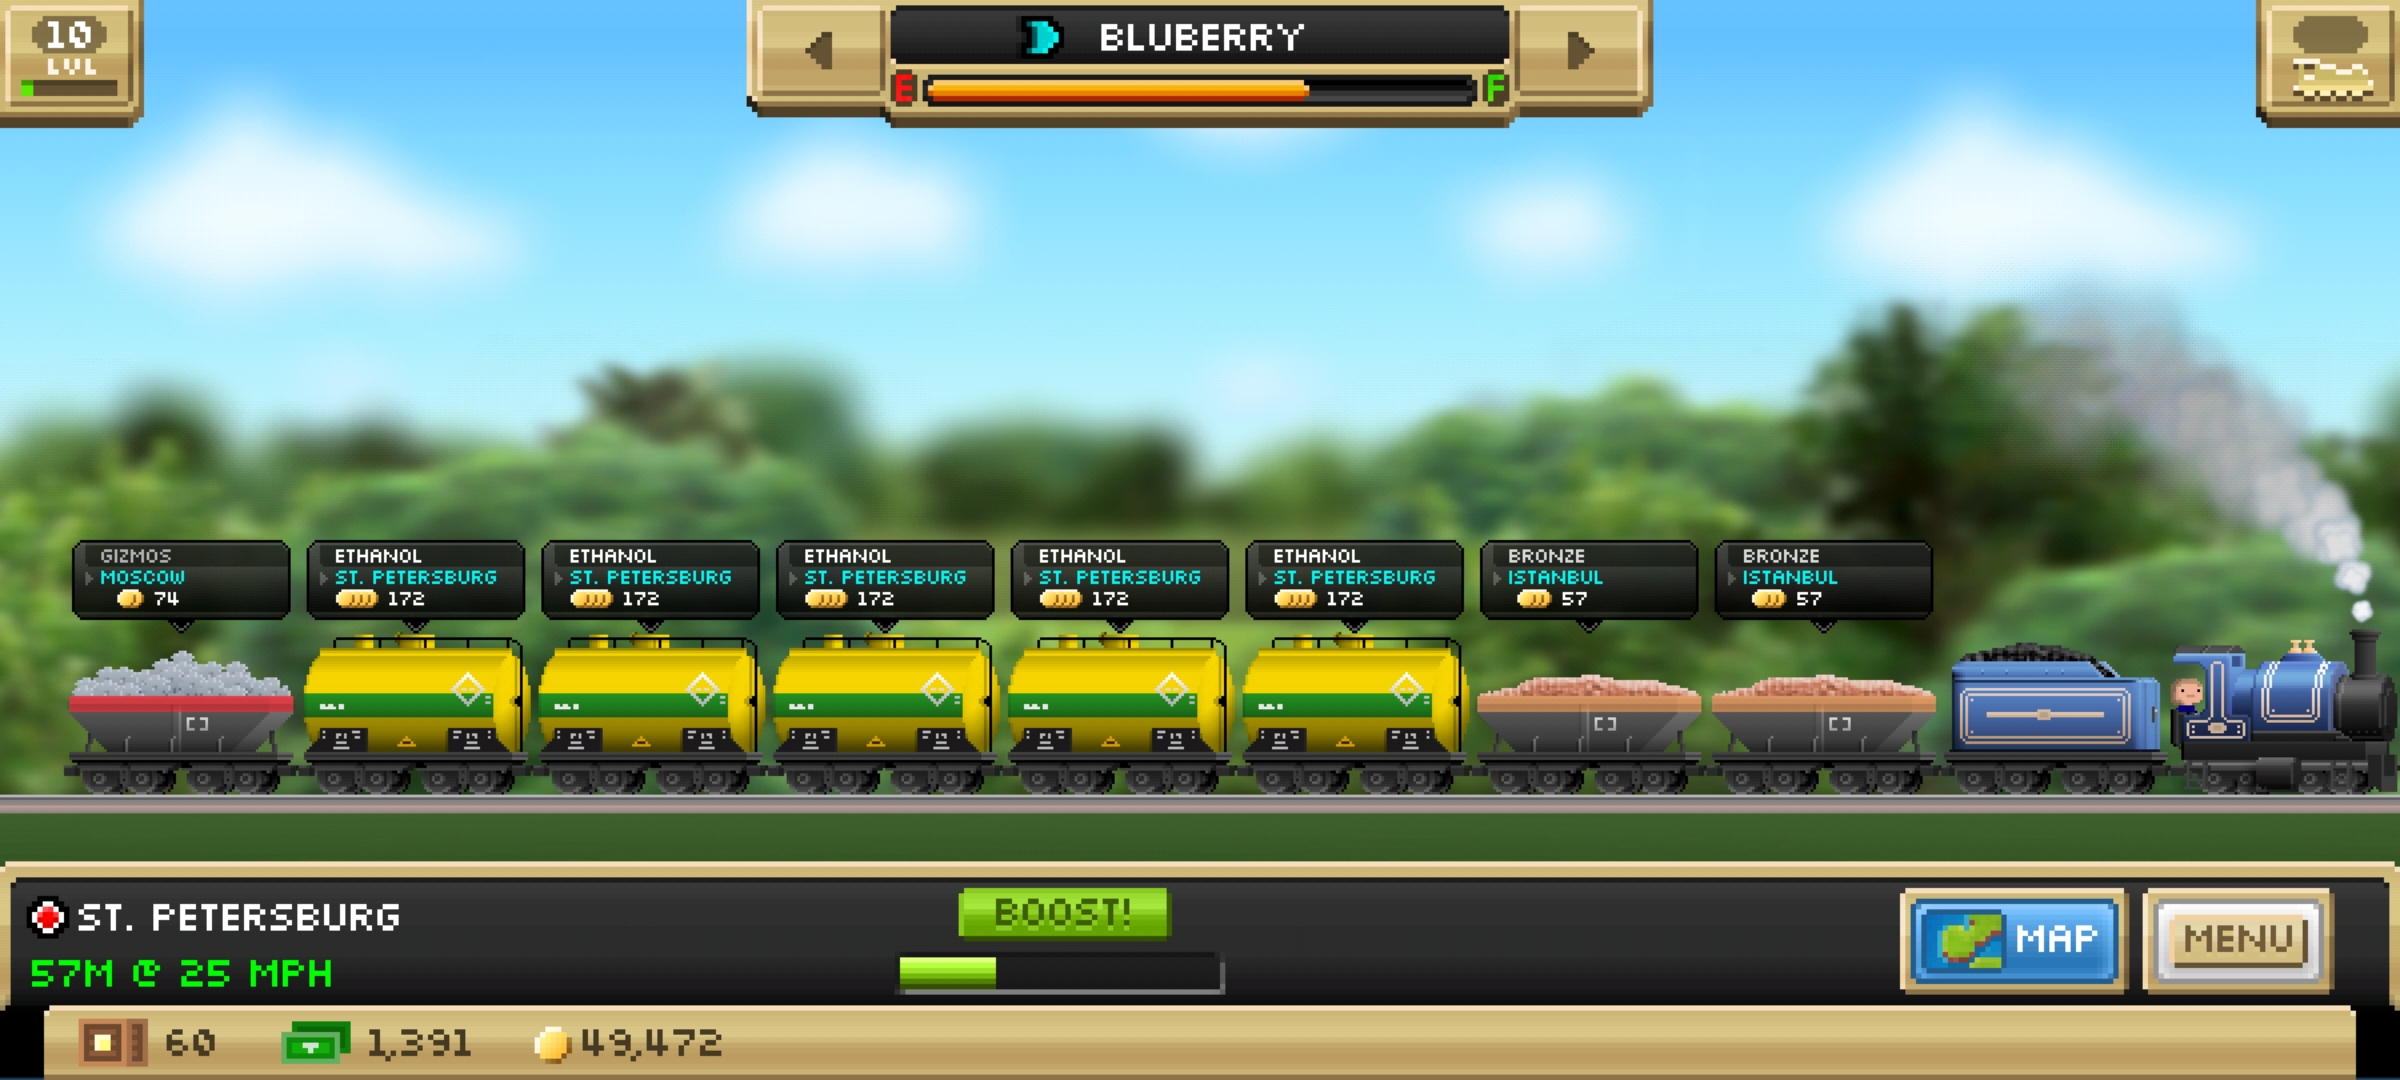 10
LVL
BLUBERRY
E F
GIZMOS
MOSCOW
74
ETHANOL
ST. PETERSBURG
172
ETHANOL
ST. PETERSBURG
172
ETHANOL
ST. PETERSBURG
172
ETHANOL
ST. PETERSBURG
172
ETHANOL
ST. PETERSBURG
172
BRONZE
ISTANBUL
57
BRONZE
ISTANBUL
57
ST. PETERSBURG
57M @ 25 MPH
BOOST!
MAP
MENU
60
1,391
49,472